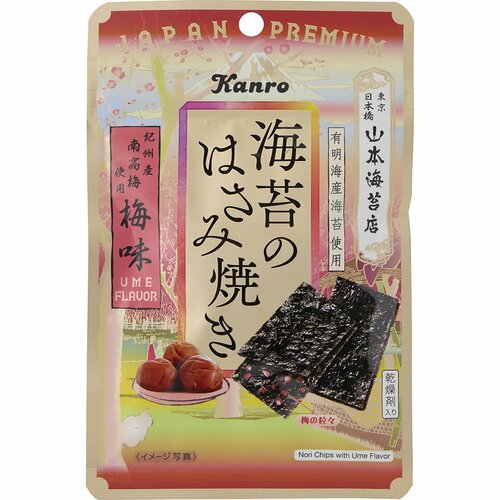 JAPAN PREMIUM
Kanro
東京
日本橋
山本海苔店
有明海産海苔使用
海苔の
はさみ焼き
紀州産
南高梅
使用
梅味
UME
FLAVOR
梅の粒々
乾燥剤
入り
〈イメージ写真〉
Nori Chips with Ume Flavor